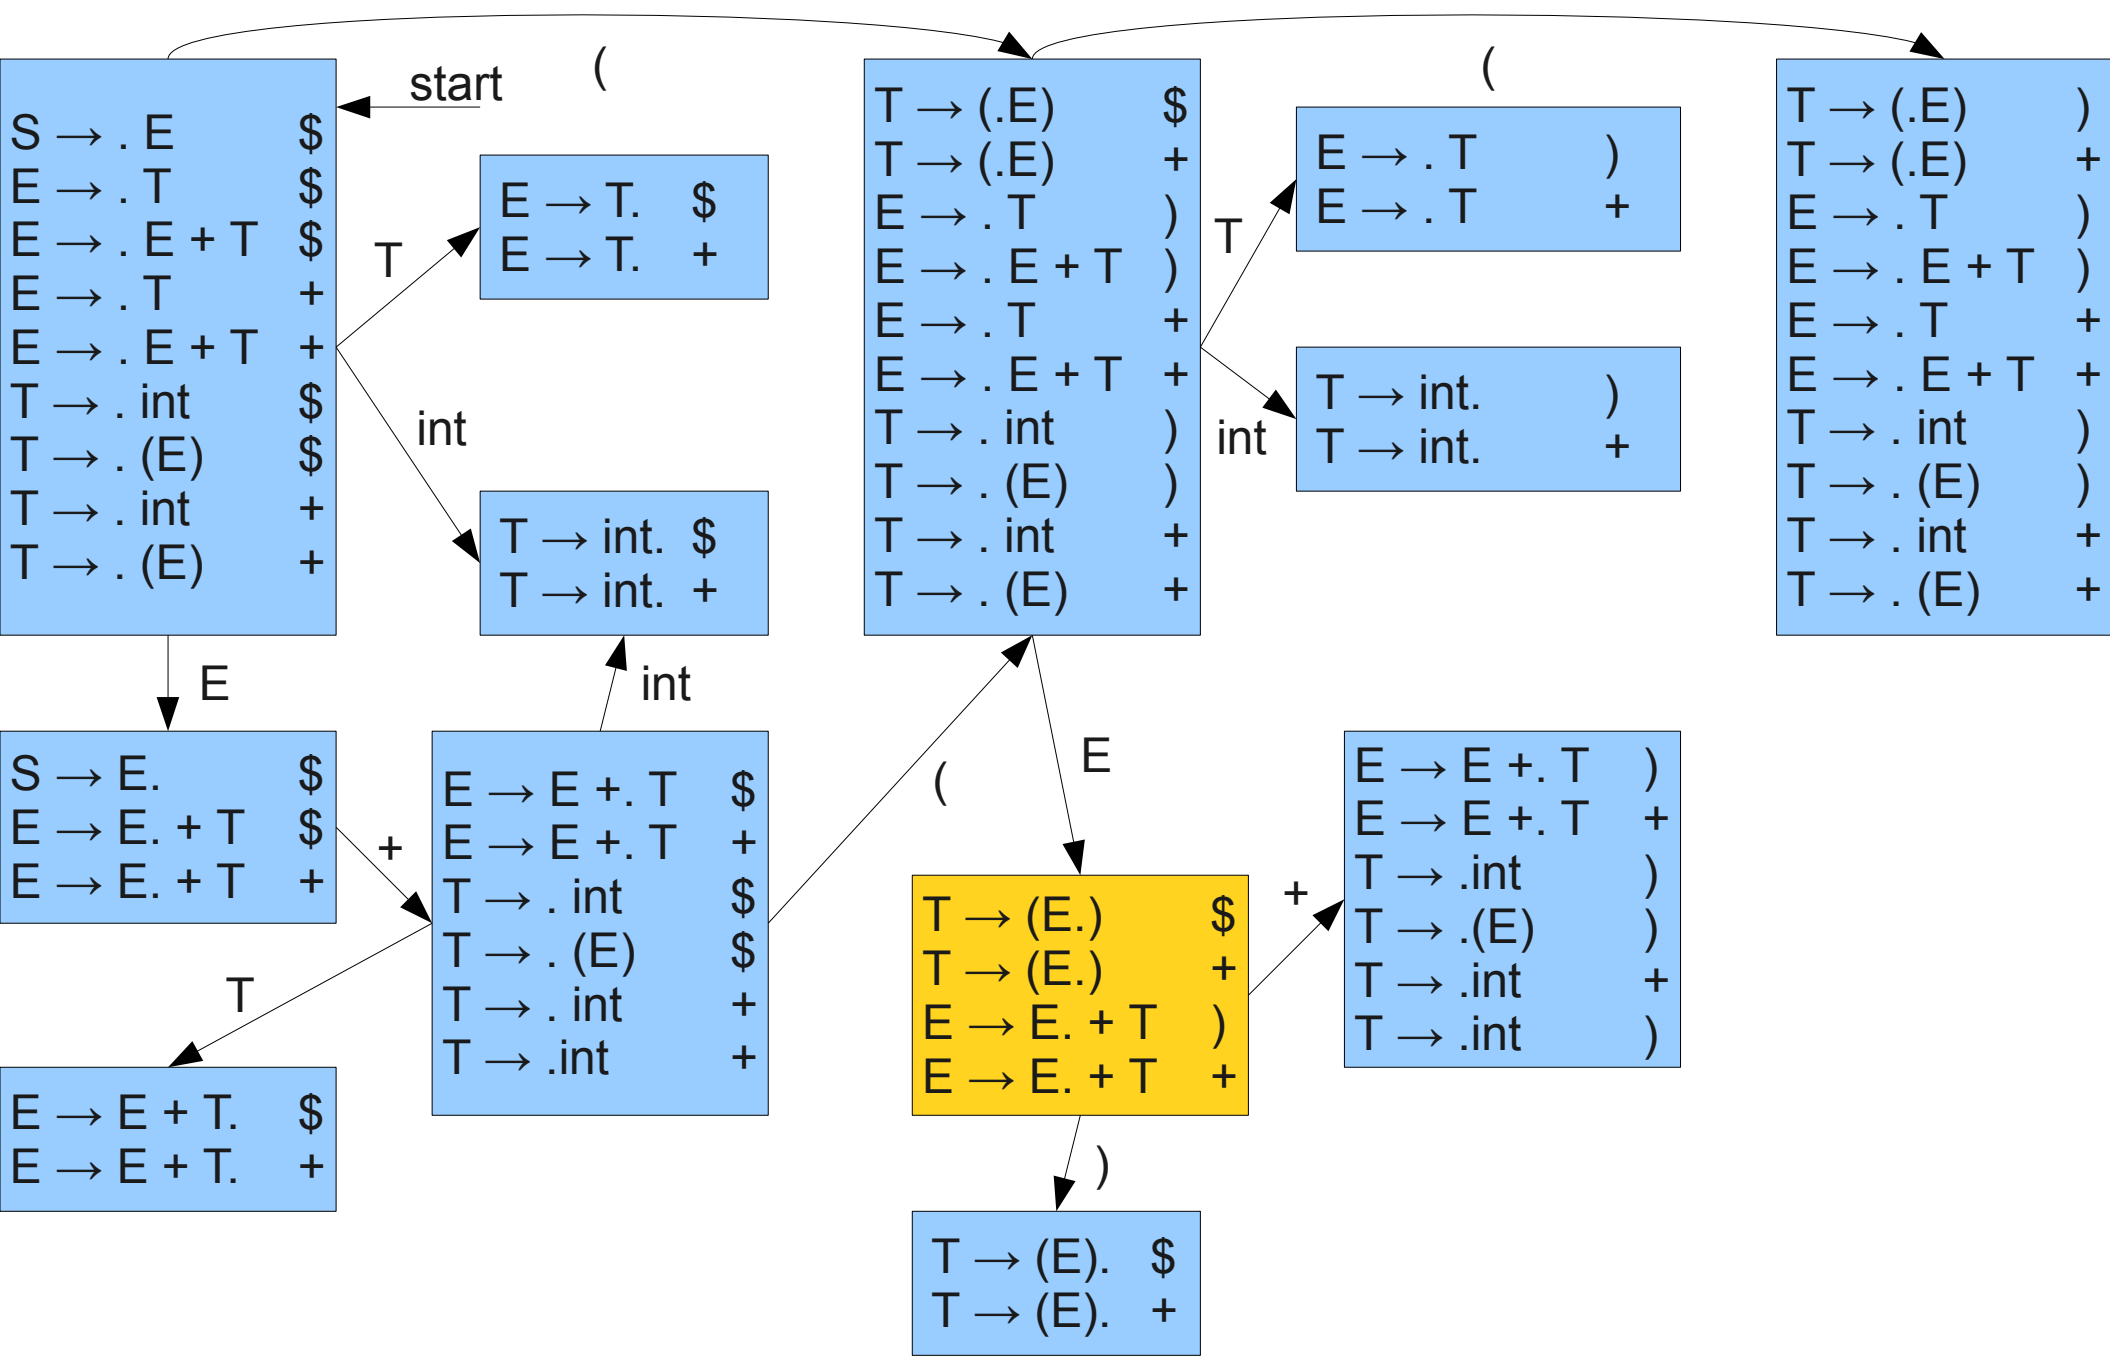 (
(
start
S → . E $
E → . T $
E → . E + T $
E → . T +
E → . E + T +
T → . int $
T → . (E) $
T → . int +
T → . (E) +
T
E → T. $
E → T. +
int
T → int. $
T → int. +
T → (.E) $
T → (.E) +
E → . T )
E → . E + T )
E → . T +
E → . E + T +
T → . int )
T → . (E) )
T → . int +
T → . (E) +
T
E → . T )
E → . T +
int
T → int. )
T → int. +
T → (.E) )
T → (.E) +
E → . T )
E → . E + T )
E → . T +
E → . E + T +
T → . int )
T → . (E) )
T → . int +
T → . (E) +
E
int
S → E. $
E → E. + T $
E → E. + T +
+
E → E +. T $
E → E +. T +
T → . int $
T → . (E) $
T → . int +
T → .int +
(
E
T
E → E + T. $
E → E + T. +
T → (E.) $
T → (E.) +
E → E. + T )
E → E. + T +
+
E → E +. T )
E → E +. T +
T → .int )
T → .(E) )
T → .int +
T → .int )
)
T → (E). $
T → (E). +